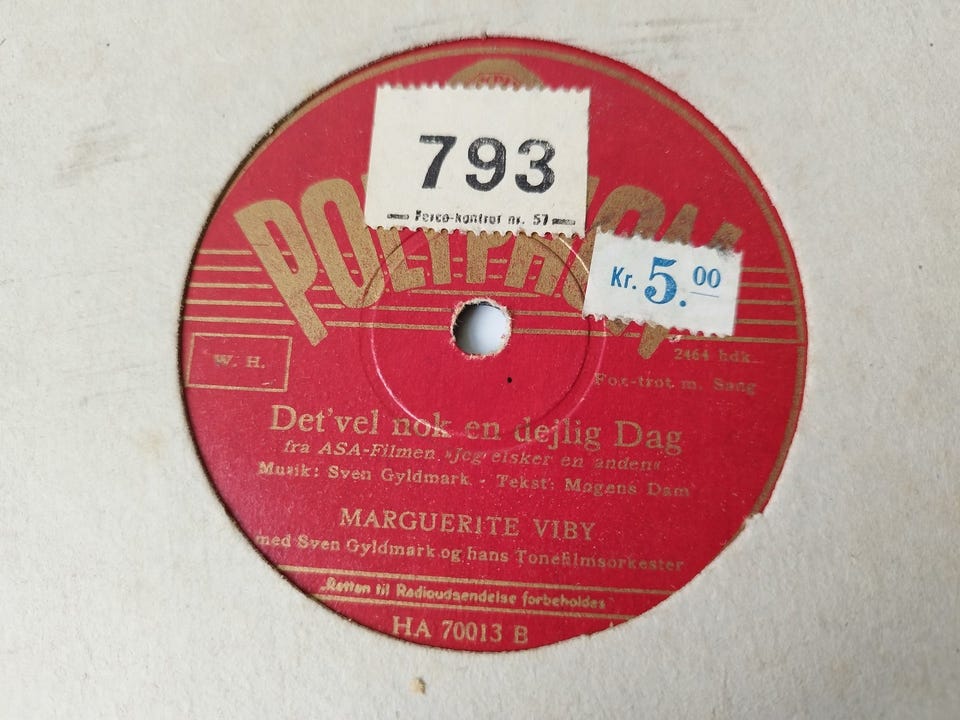 793
Perco-kontrol nr. 57
POLYPHON
Kr. 5.00
2464 hdk
W. H.
Fox-trot m. Sang
Det'vel nok en dejlig Dag
fra ASA-Filmen »Jeg elsker en anden«
Musik: Sven Gyldmark - Tekst: Mogens Dam
MARGUERITE VIBY
med Sven Gyldmark og hans Tonefilmsorkester
"Retten til Radioudsendelse forbeholdes"
HA 70013 B